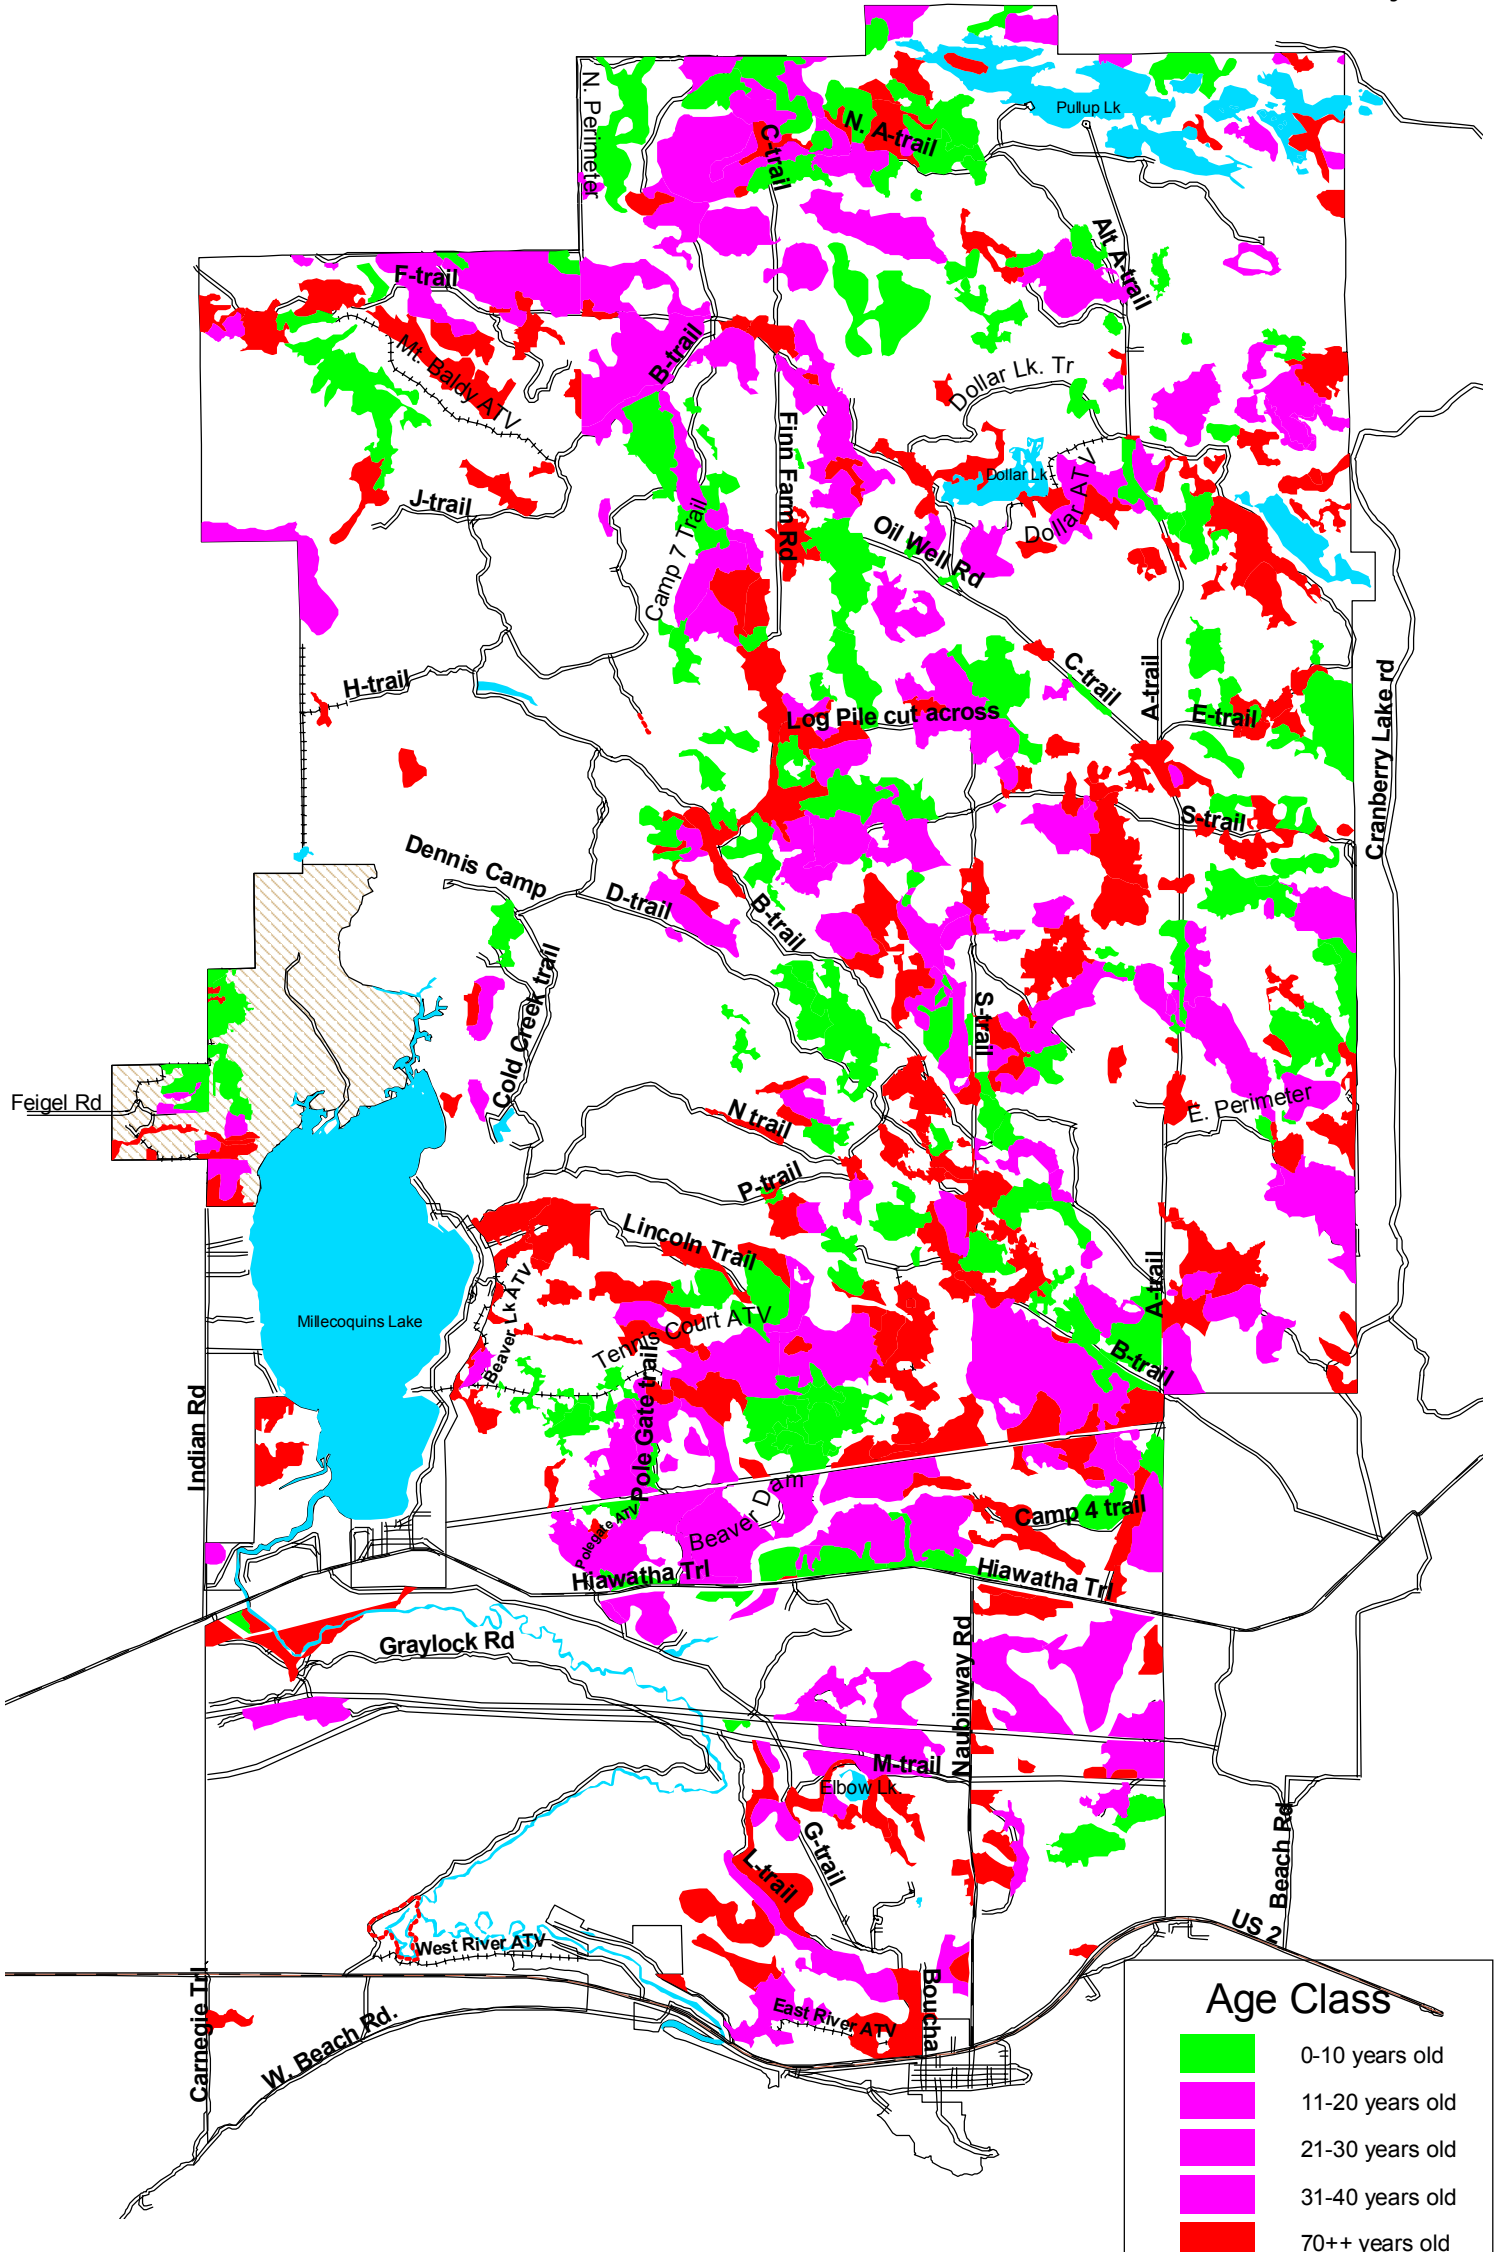 Pullup Lk
N. Perimeter
C-trail
N. A-trail
Alt A-trail
F-trail
B-trail
Mt. Baldy ATV
Dollar Lk. Tr
Finn Farm Rd
Dollar Lk
Dollar ATV
J-trail
Camp 7 Trail
Oil Well Rd
H-trail
C-trail
A-trail
E-trail
Log Pile cut across
Cranberry Lake rd
S-trail
Dennis Camp
D-trail
B-trail
Cold Creek trail
S-trail
Feigel Rd
N trail
E. Perimeter
P-trail
Lincoln Trail
Millecoquins Lake
Beaver Lk ATV
Tennis Court ATV
A-trail
B-trail
Indian Rd
Pole Gate trail
Beaver Dam
Polegate ATV
Camp 4 trail
Hiawatha Trl
Hiawatha Trl
Graylock Rd
Naubinway Rd
M-trail
Elbow Lk.
G-trail
L-trail
Beach Rd
US 2
West River ATV
Boucha
East River ATV
Carnegie Trl
W. Beach Rd.
Age Class
0-10 years old
11-20 years old
21-30 years old
31-40 years old
70++ years old